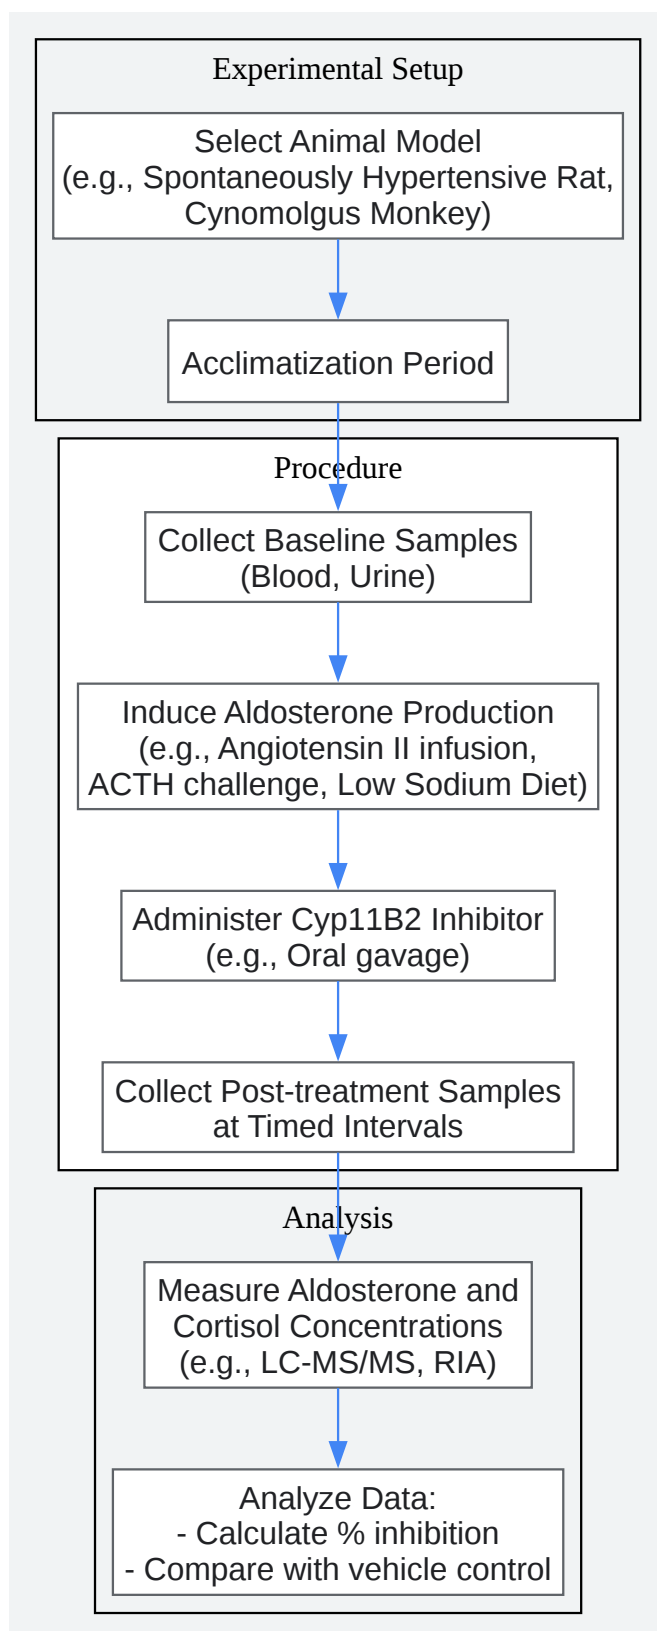 Experimental Setup
Select Animal Model
(e.g., Spontaneously Hypertensive Rat,
Cynomolgus Monkey)
Acclimatization Period
Procedure
Collect Baseline Samples
(Blood, Urine)
Induce Aldosterone Production
(e.g., Angiotensin II infusion,
ACTH challenge, Low Sodium Diet)
Administer Cyp11B2 Inhibitor
(e.g., Oral gavage)
Collect Post-treatment Samples
at Timed Intervals
Analysis
Measure Aldosterone and
Cortisol Concentrations
(e.g., LC-MS/MS, RIA)
Analyze Data:
- Calculate % inhibition
- Compare with vehicle control